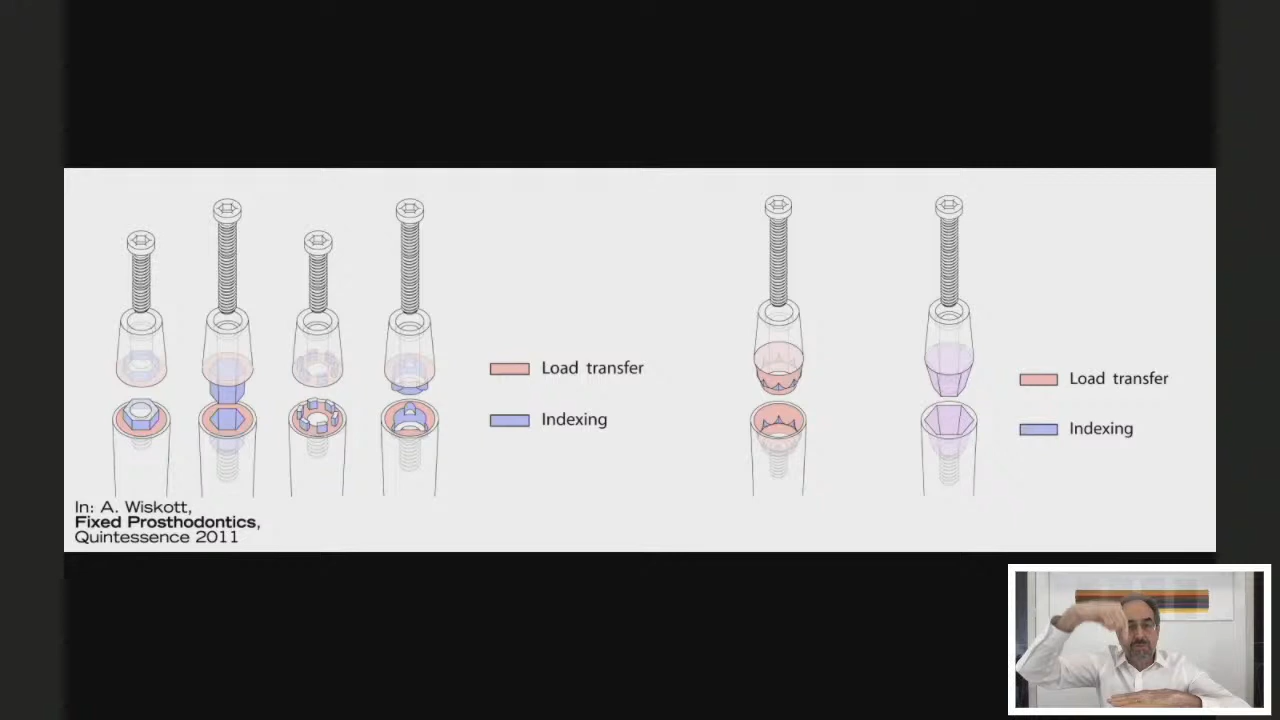 Load transfer
Indexing
Load transfer
Indexing
In: A. Wiskott,
Fixed Prosthodontics,
Quintessence 2011